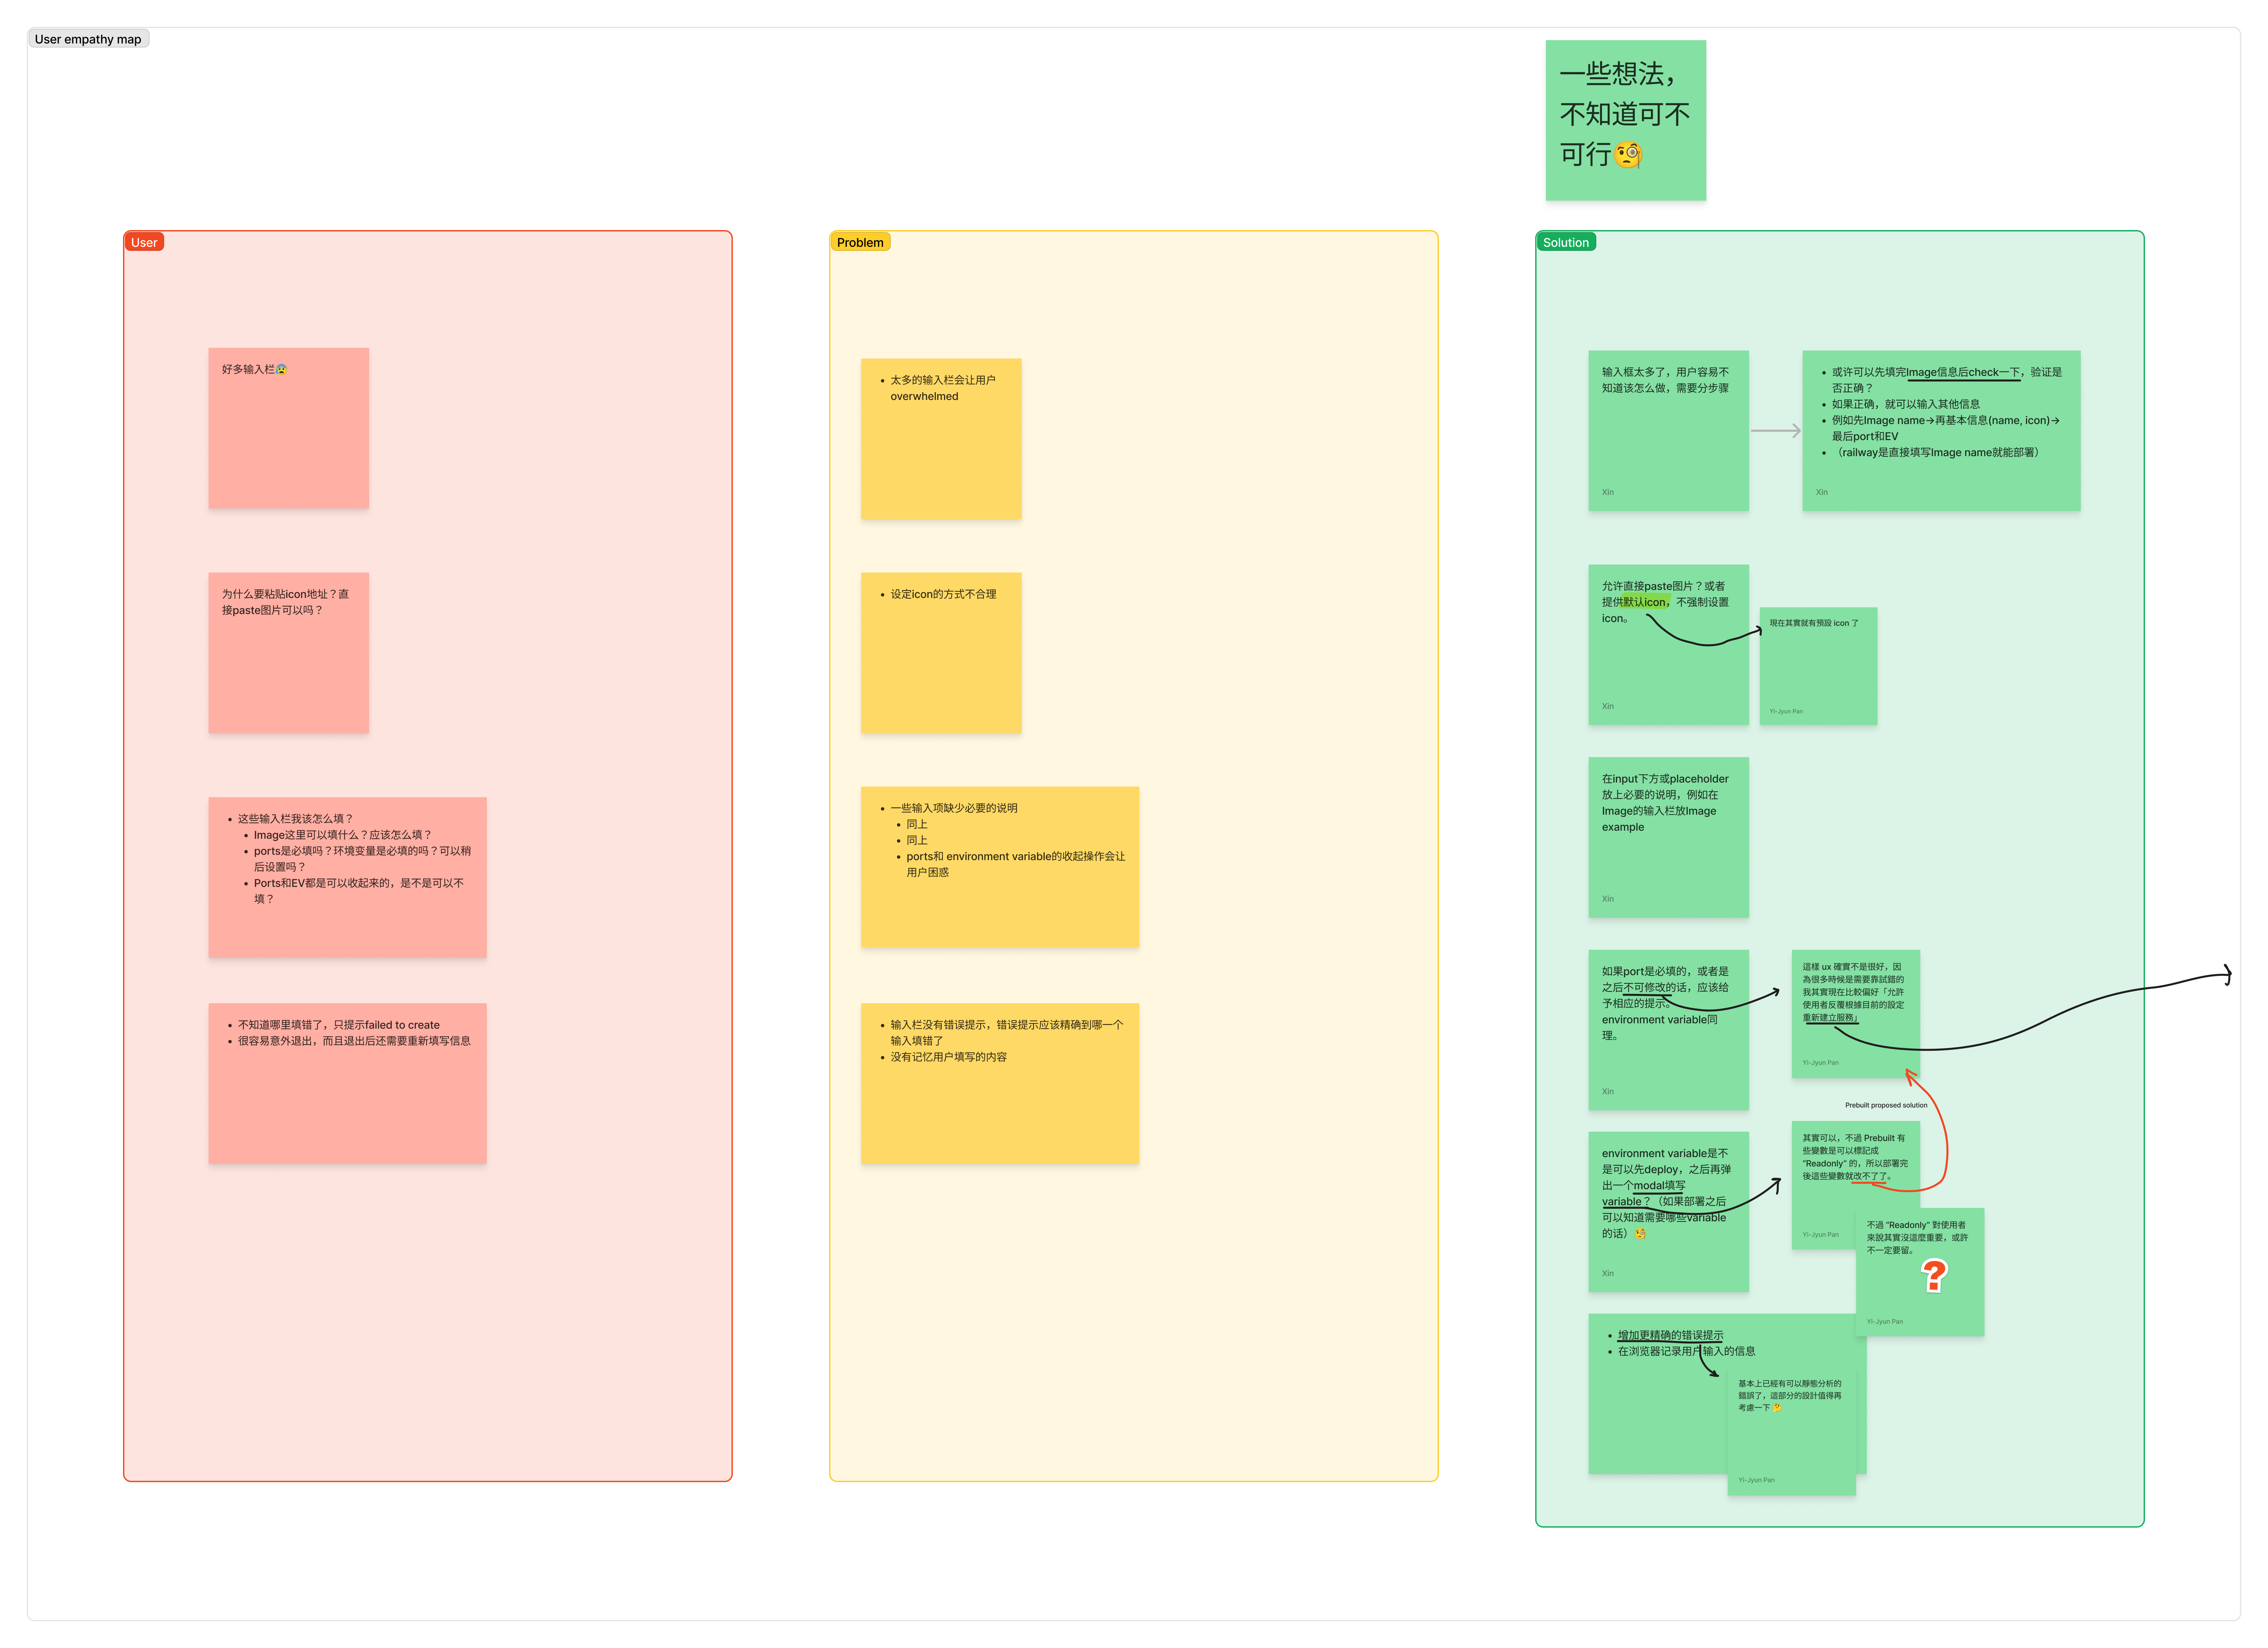 User empathy map
一些想法，
不知道可不
可行🧐
User
好多输入栏😰
为什么要粘贴icon地址？直
接paste图片可以吗？
• 这些输入栏我该怎么填？
• Image这里可以填什么？应该怎么填？
• ports是必填吗？环境变量是必填的吗？可以稍
后设置吗？
• Ports和EV都是可以收起来的，是不是可以不
填？
• 不知道哪里填错了，只提示failed to create
• 很容易意外退出，而且退出后还需要重新填写信息
Problem
• 太多的输入栏会让用户
overwhelmed
• 设定icon的方式不合理
• 一些输入项缺少必要的说明
• 同上
• 同上
• ports和 environment variable的收起操作会让
用户困惑
• 输入栏没有错误提示，错误提示应该精确到哪一个
输入填错了
• 没有记忆用户填写的内容
Solution
输入框太多了，用户容易不
知道该怎么做，需要分步骤
Xin
• 或许可以先填完Image信息后check一下，验证是
否正确？
• 如果正确，就可以输入其他信息
• 例如先Image name→再基本信息(name, icon)→
最后port和EV
• （railway是直接填写Image name就能部署）
Xin
允许直接paste图片？或者
提供默认icon，不强制设置
icon。
Xin
現在其實就有預設 icon 了
Yi-Jyun Pan
在input下方或placeholder
放上必要的说明，例如在
Image的输入栏放Image
example
Xin
如果port是必填的，或者是
之后不可修改的话，应该给
予相应的提示。
environment variable同
理。
Xin
這樣 ux 確實不是很好，因
為很多時候是需要靠試錯的
我其實現在比較偏好「允許
使用者反覆根據目前的設定
重新建立服務」
Yi-Jyun Pan
Prebuilt proposed solution
environment variable是不
是可以先deploy，之后再弹
出一个modal填写
variable？（如果部署之后
可以知道需要哪些variable
的话）🧐
Xin
其實可以，不過 Prebuilt 有
些變數是可以標記成
“Readonly” 的，所以部署完
後這些變數就改不了了。
Yi-Jyun Pan
不過 “Readonly” 對使用者
來說其實沒這麼重要，或許
不一定要留。
?
Yi-Jyun Pan
• 增加更精确的错误提示
• 在浏览器记录用户输入的信息
基本上已經有可以靜態分析的
錯誤了，這部分的設計值得再
考慮一下 🤔
Yi-Jyun Pan